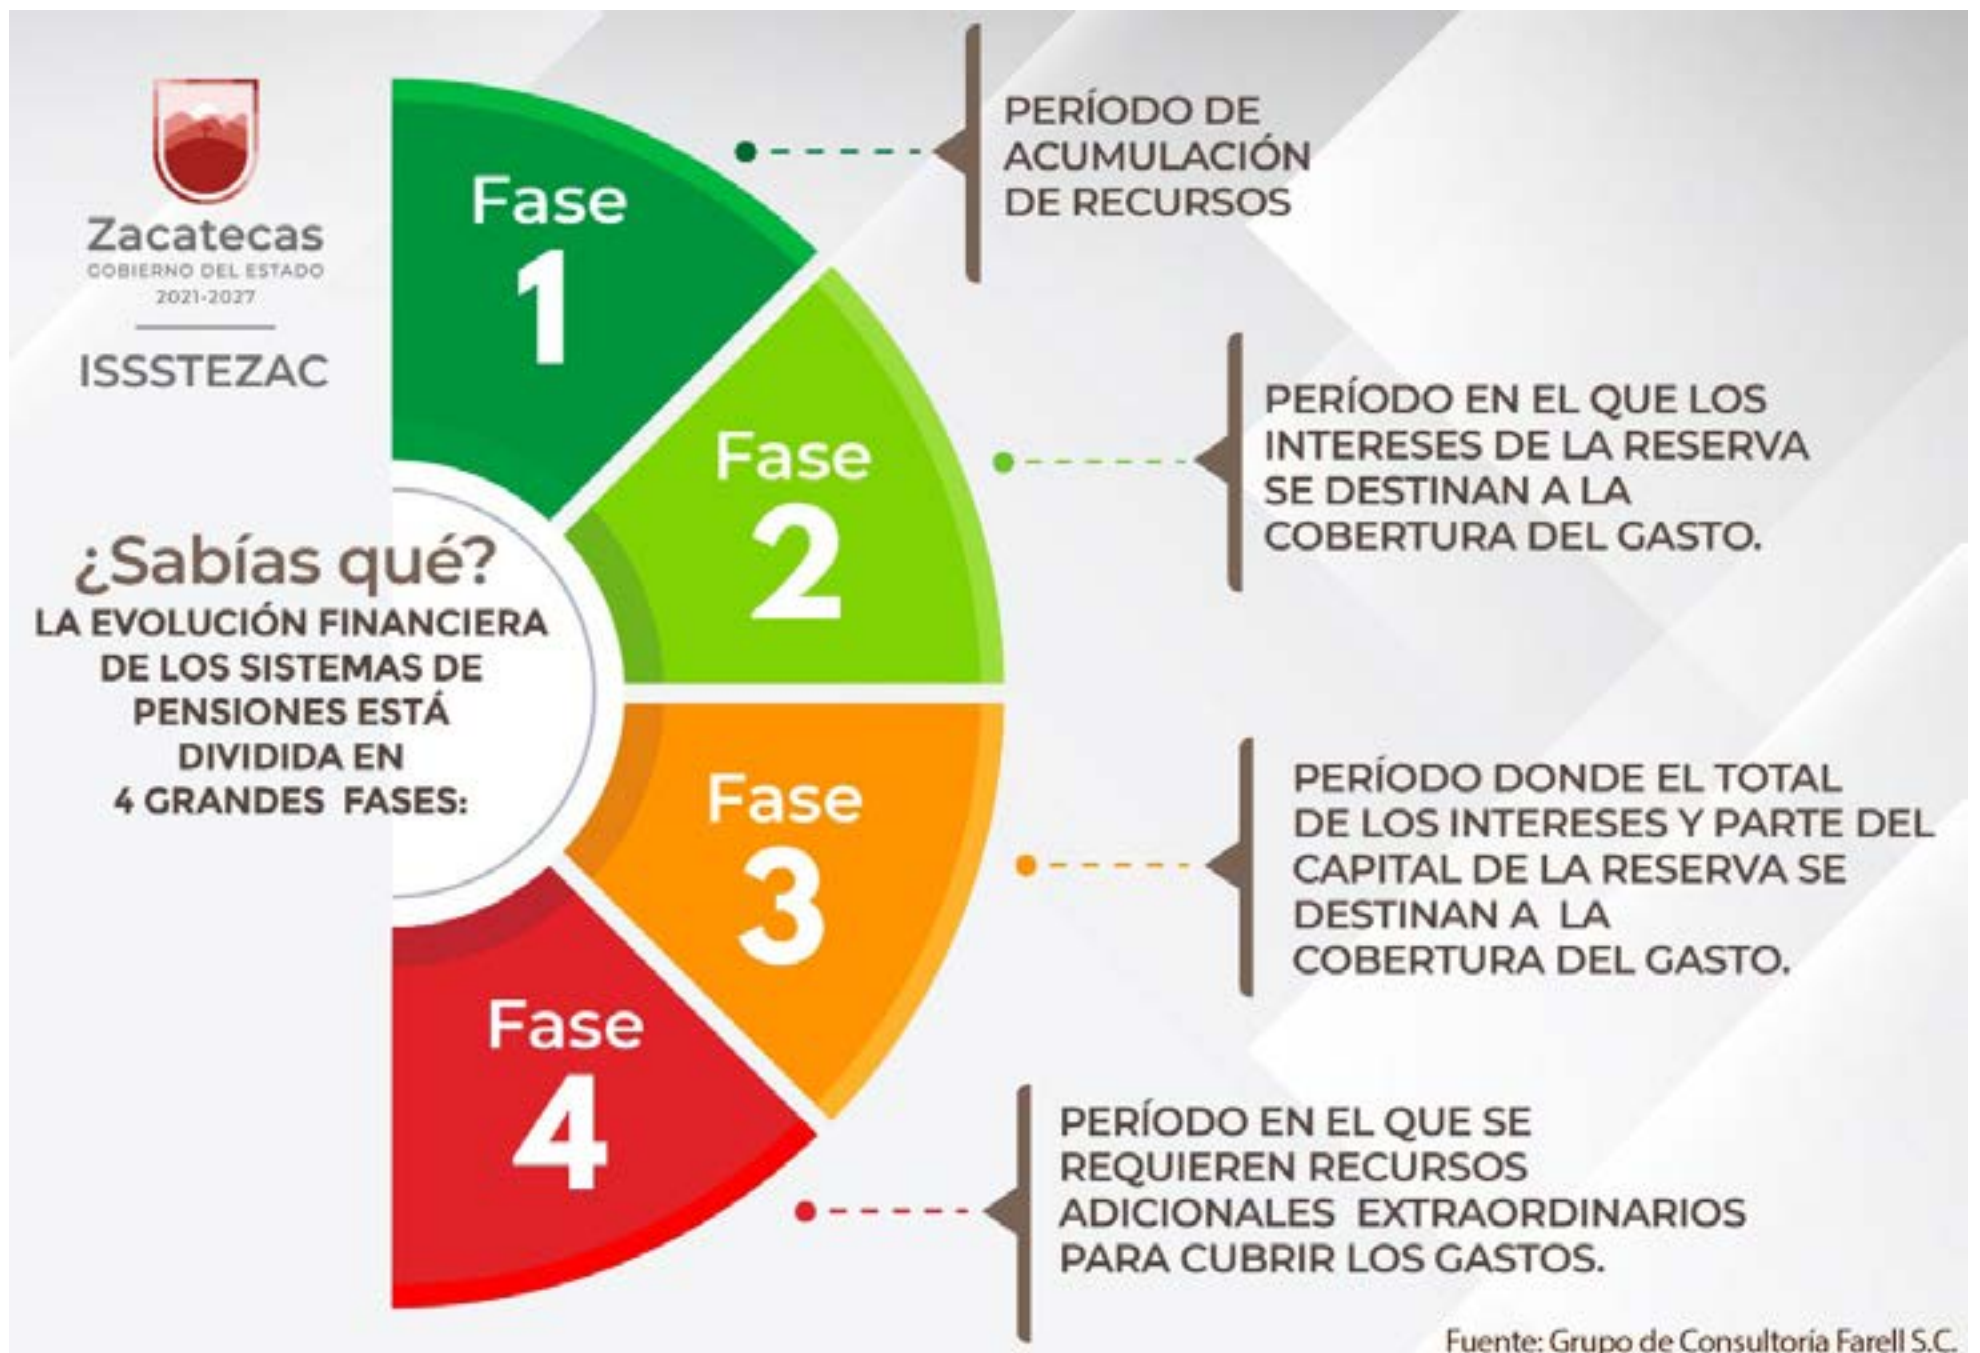 Zacatecas
GOBIERNO DEL ESTADO
2021-2027
ISSSTEZAC
¿Sabías qué?
LA EVOLUCIÓN FINANCIERA
DE LOS SISTEMAS DE
PENSIONES ESTÁ
DIVIDIDA EN
4 GRANDES FASES:
Fase
1
PERÍODO DE
ACUMULACIÓN
DE RECURSOS
Fase
2
PERÍODO EN EL QUE LOS
INTERESES DE LA RESERVA
SE DESTINAN A LA
COBERTURA DEL GASTO.
Fase
3
PERÍODO DONDE EL TOTAL
DE LOS INTERESES Y PARTE DEL
CAPITAL DE LA RESERVA SE
DESTINAN A LA
COBERTURA DEL GASTO.
Fase
4
PERÍODO EN EL QUE SE
REQUIEREN RECURSOS
ADICIONALES EXTRAORDINARIOS
PARA CUBRIR LOS GASTOS.
Fuente: Grupo de Consultoría Farell S.C.